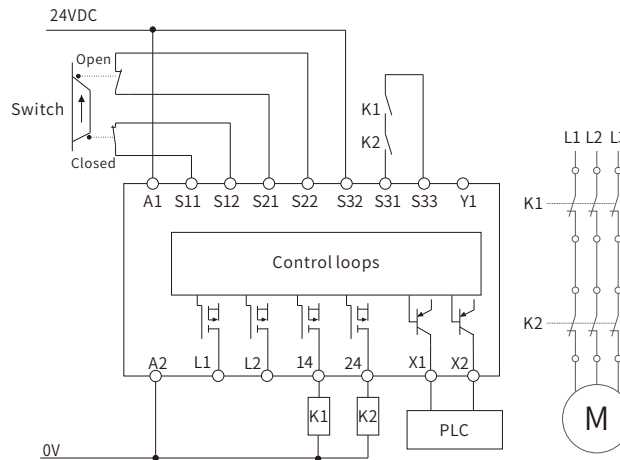 24VDC
Open
Switch
Closed
K1
K2
A1 S11 S12 S21 S22 S32 S31 S33 Y1
Control loops
A2 L1 L2 14 24 X1 X2
K1 K2
PLC
0V
L1 L2 L3
K1
K2
M